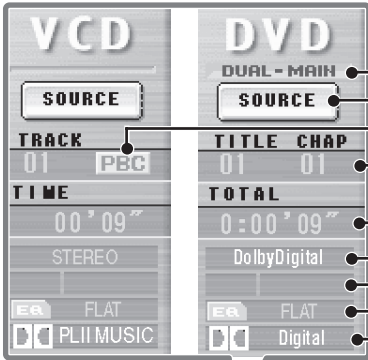 VCD
SOURCE
TRACK
01 PBC
TIME
00'09"
STEREO
EQ FLAT
PLII MUSIC
DVD
DUAL-MAIN
SOURCE
TITLE CHAP
01 01
TOTAL
0:00'09"
DolbyDigital
EQ FLAT
Digital